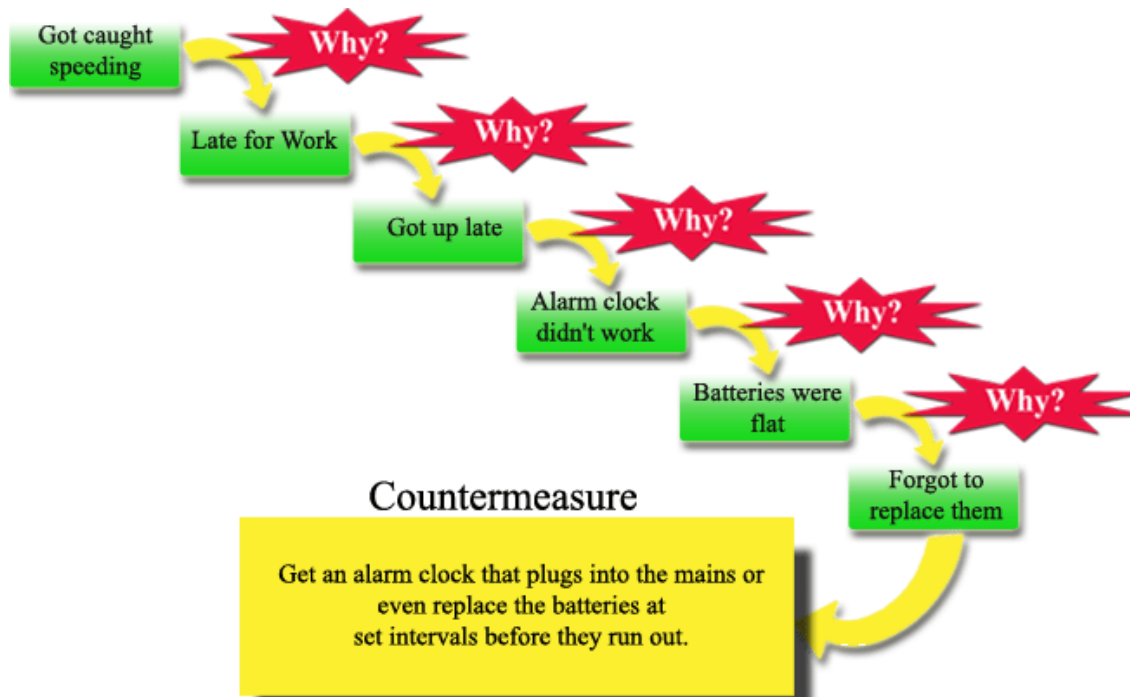 Got caught
speeding
Why?
Late for Work
Why?
Got up late
Why?
Alarm clock
didn't work
Why?
Batteries were
flat
Why?
Forgot to
replace them
Countermeasure
Get an alarm clock that plugs into the mains or
even replace the batteries at
set intervals before they run out.